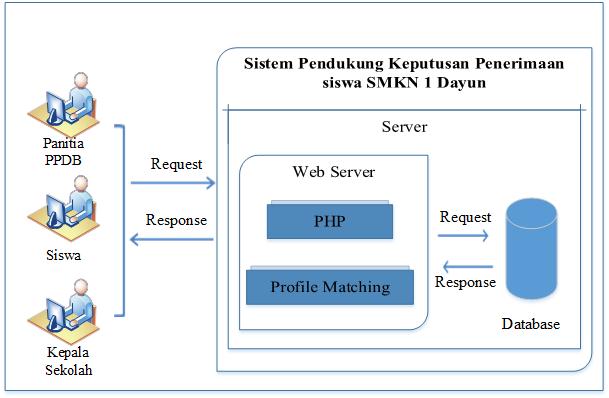 Sistem Pendukung Keputusan Penerimaan
siswa SMKN 1 Dayun
Server
Panitia
PPDB
Request
Web Server
PHP
Request
Response
Siswa
Profile Matching
Response
Database
Kepala
Sekolah